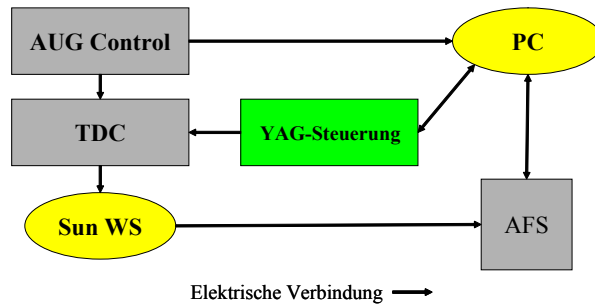 AUG Control
PC
TDC
YAG-Steuerung
Sun WS
AFS
Elektrische Verbindung